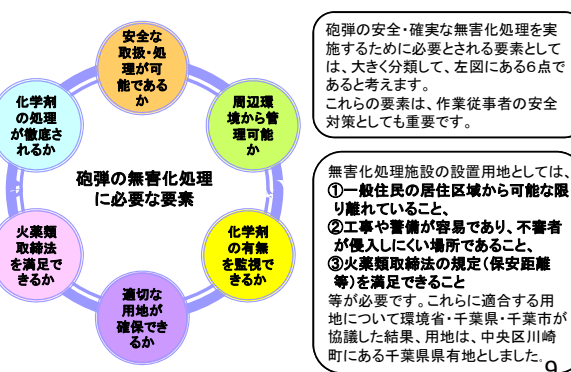 安全な
取扱・処
理が可
能である
か
周辺環
境から管
理可能
か
化学剤
の有無
を監視で
きるか
適切な
用地が
確保でき
るか
火薬類
取締法
を満足で
きるか
化学剤
の処理
が徹底さ
れるか
砲弾の無害化処理
に必要な要素
砲弾の安全・確実な無害化処理を実
施するために必要とされる要素として
は、大きく分類して、左図にある6点で
あると考えます。
これらの要素は、作業従事者の安全
対策としても重要です。
無害化処理施設の設置用地としては、
①一般住民の居住区域から可能な限
り離れていること、
②工事や警備が容易であり、不審者
が侵入しにくい場所であること、
③火薬類取締法の規定(保安距離
等)を満足できること
等が必要です。これらに適合する用
地について環境省・千葉県・千葉市が
協議した結果、用地は、中央区川崎
町にある千葉県県有地としました。
9